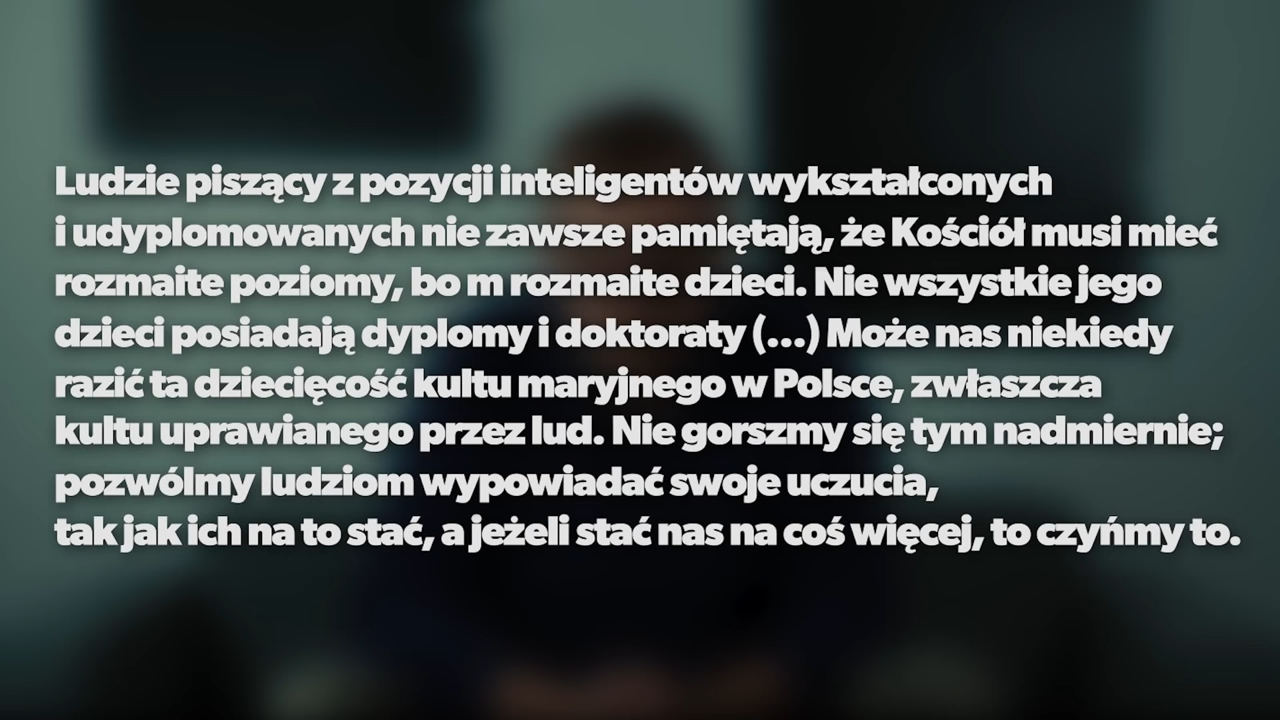 Ludzie piszący z pozycji inteligentów wykształconych
i udyplomowanych nie zawsze pamiętają, że Kościół musi mieć
rozmaite poziomy, bo m rozmaite dzieci. Nie wszystkie jego
dzieci posiadają dyplomy i doktoraty (...) Może nas niekiedy
razić ta dziecięcość kultu maryjnego w Polsce, zwłaszcza
kultu uprawianego przez lud. Nie gorszmy się tym nadmiernie;
pozwólmy ludziom wypowiadać swoje uczucia,
tak jak ich na to stać, a jeżeli stać nas na coś więcej, to czyńmy to.